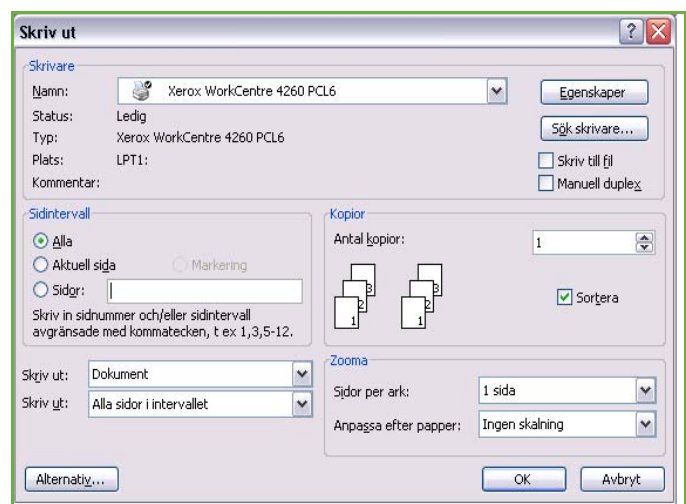 Skriv ut
Skrivare
Namn: Xerox WorkCentre 4260 PCL6
Egenskaper
Status: Ledig
Sök skrivare...
Typ: Xerox WorkCentre 4260 PCL6
Plats: LPT1:
Skriv till fil
Kommentar:
Manuell duplex
Sidintervall
Alla
Aktuell sida Markering
Sidor:
Skriv in sidnummer och/eller sidintervall
avgränsade med kommatecken, t ex 1,3,5-12.
Kopior
Antal kopior: 1
1 2 3 1 2 3
Sortera
Skriv ut: Dokument
Skriv ut: Alla sidor i intervallet
Zooma
Sidor per ark: 1 sida
Anpassa efter papper: Ingen skalning
Alternativ...
OK Avbryt